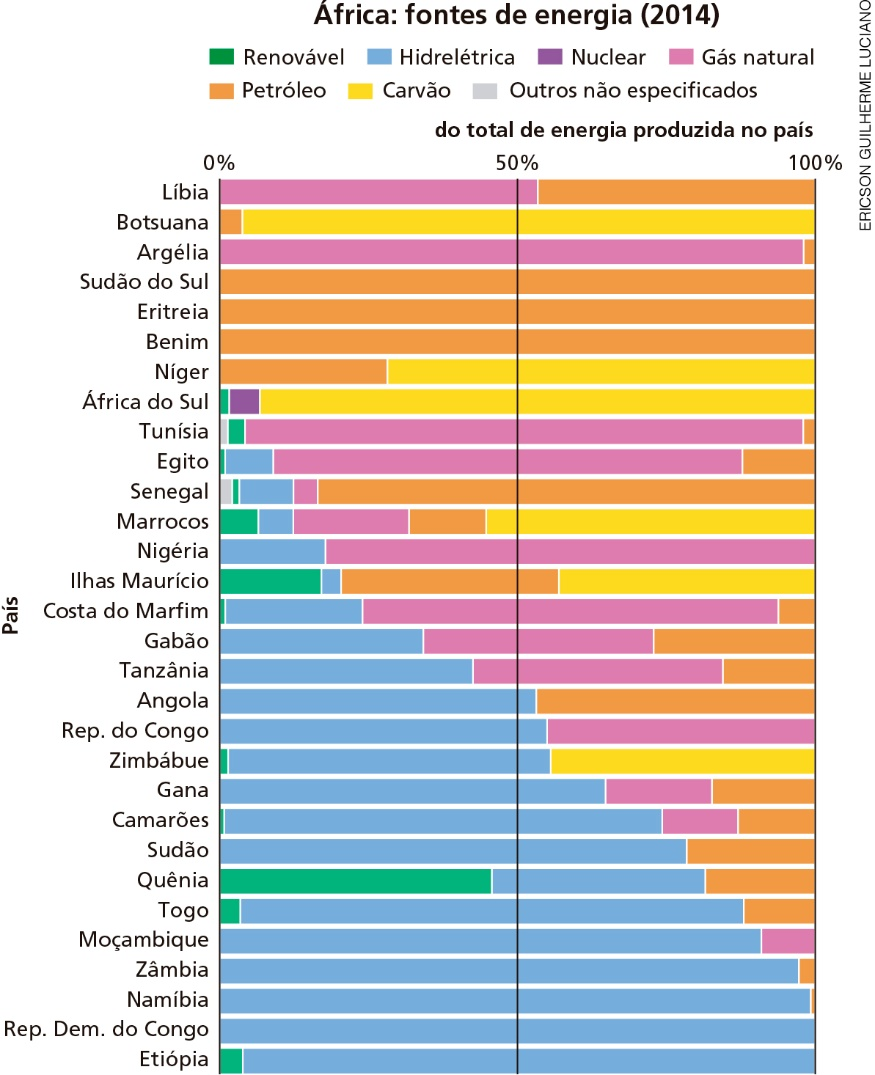 África: fontes de energia (2014)
Renovável Hidrelétrica Nuclear Gás natural
Petróleo Carvão Outros não especificados
do total de energia produzida no país
0% 50% 100%
País
Líbia
Botsuana
Argélia
Sudão do Sul
Eritreia
Benim
Níger
África do Sul
Tunísia
Egito
Senegal
Marrocos
Nigéria
Ilhas Maurício
Costa do Marfim
Gabão
Tanzânia
Angola
Rep. do Congo
Zimbábue
Gana
Camarões
Sudão
Quênia
Togo
Moçambique
Zâmbia
Namíbia
Rep. Dem. do Congo
Etiópia
ERICSON GUILHERME LUCIANO